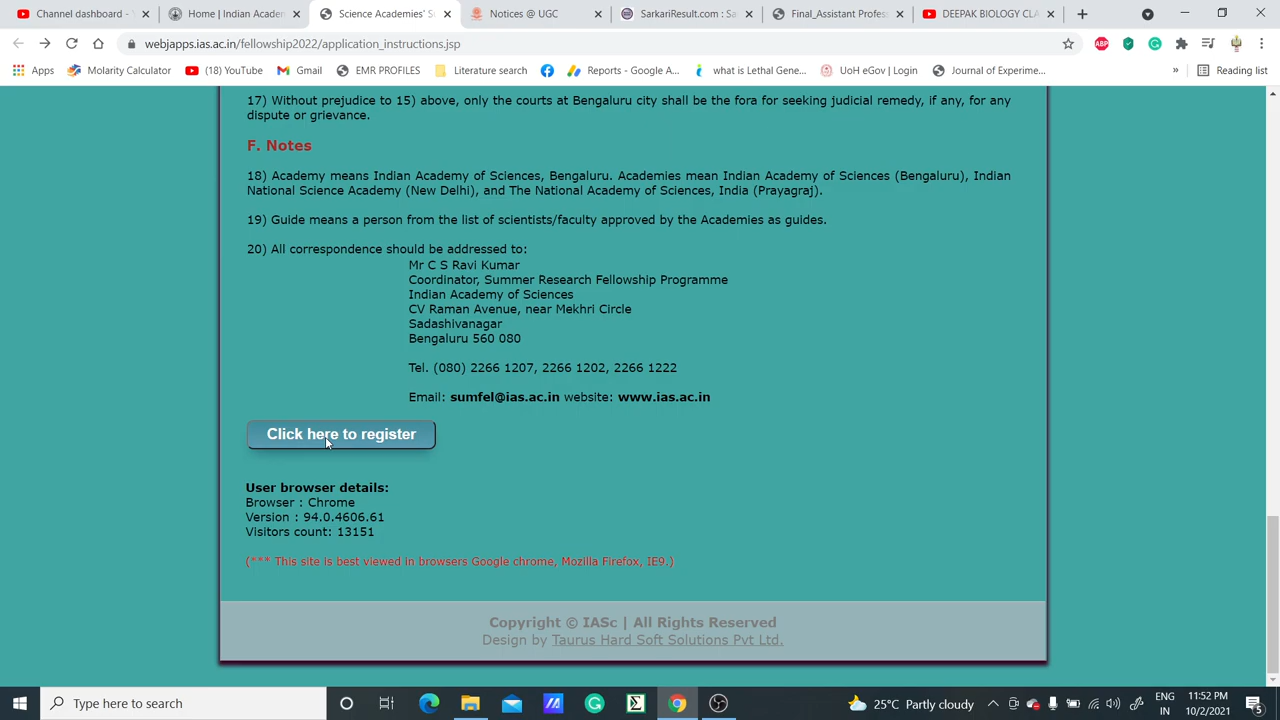 Channel dashboard -
Home | Indian Academ
Science Academies' Su
Notices @ UGC
SarkariResult.com : Sa
Final_Assistant Profess
DEEPAK BIOLOGY CLA
webjapps.ias.ac.in/fellowship2022/application_instructions.jsp
Apps
Molarity Calculator
(18) YouTube
Gmail
EMR PROFILES
Literature search
Reports - Google A...
what is Lethal Gene...
UoH eGov | Login
Journal of Experime...
»
Reading list
17) Without prejudice to 15) above, only the courts at Bengaluru city shall be the fora for seeking judicial remedy, if any, for any
dispute or grievance.
F. Notes
18) Academy means Indian Academy of Sciences, Bengaluru. Academies mean Indian Academy of Sciences (Bengaluru), Indian
National Science Academy (New Delhi), and The National Academy of Sciences, India (Prayagraj).
19) Guide means a person from the list of scientists/faculty approved by the Academies as guides.
20) All correspondence should be addressed to:
Mr C S Ravi Kumar
Coordinator, Summer Research Fellowship Programme
Indian Academy of Sciences
CV Raman Avenue, near Mekhri Circle
Sadashivanagar
Bengaluru 560 080
Tel. (080) 2266 1207, 2266 1202, 2266 1222
Email: sumfel@ias.ac.in website: www.ias.ac.in
Click here to register
User browser details:
Browser : Chrome
Version : 94.0.4606.61
Visitors count: 13151
(*** This site is best viewed in browsers Google chrome, Mozilla Firefox, IE9.)
Copyright © IASc | All Rights Reserved
Design by Taurus Hard Soft Solutions Pvt Ltd.
Type here to search
25°C Partly cloudy
ENG
IN
11:52 PM
10/2/2021
5